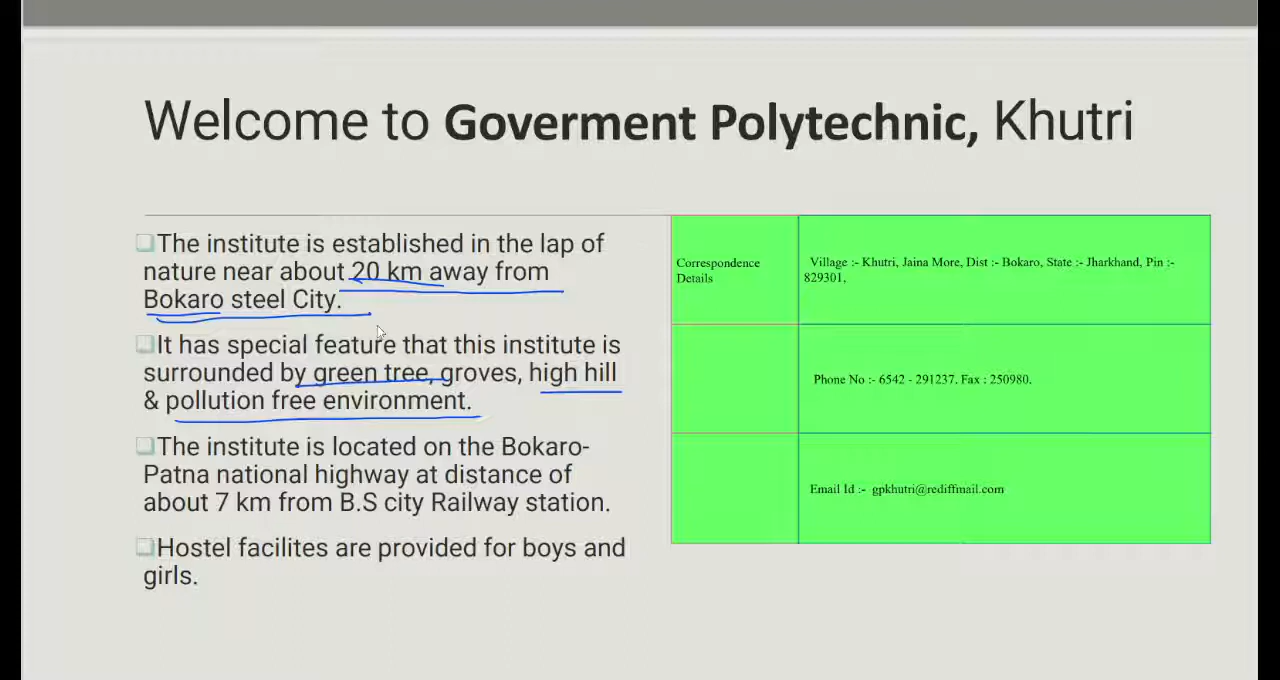 Welcome to Goverment Polytechnic, Khutri
The institute is established in the lap of
nature near about 20 km away from
Bokaro steel City.
It has special feature that this institute is
surrounded by green tree, groves, high hill
& pollution free environment.
The institute is located on the Bokaro-
Patna national highway at distance of
about 7 km from B.S city Railway station.
Hostel facilites are provided for boys and
girls.
Correspondence
Details
Village :- Khutri, Jaina More, Dist :- Bokaro, State :- Jharkhand, Pin :-
829301,
Phone No :- 6542 - 291237. Fax : 250980.
Email Id :- gpkhutri@rediffmail.com